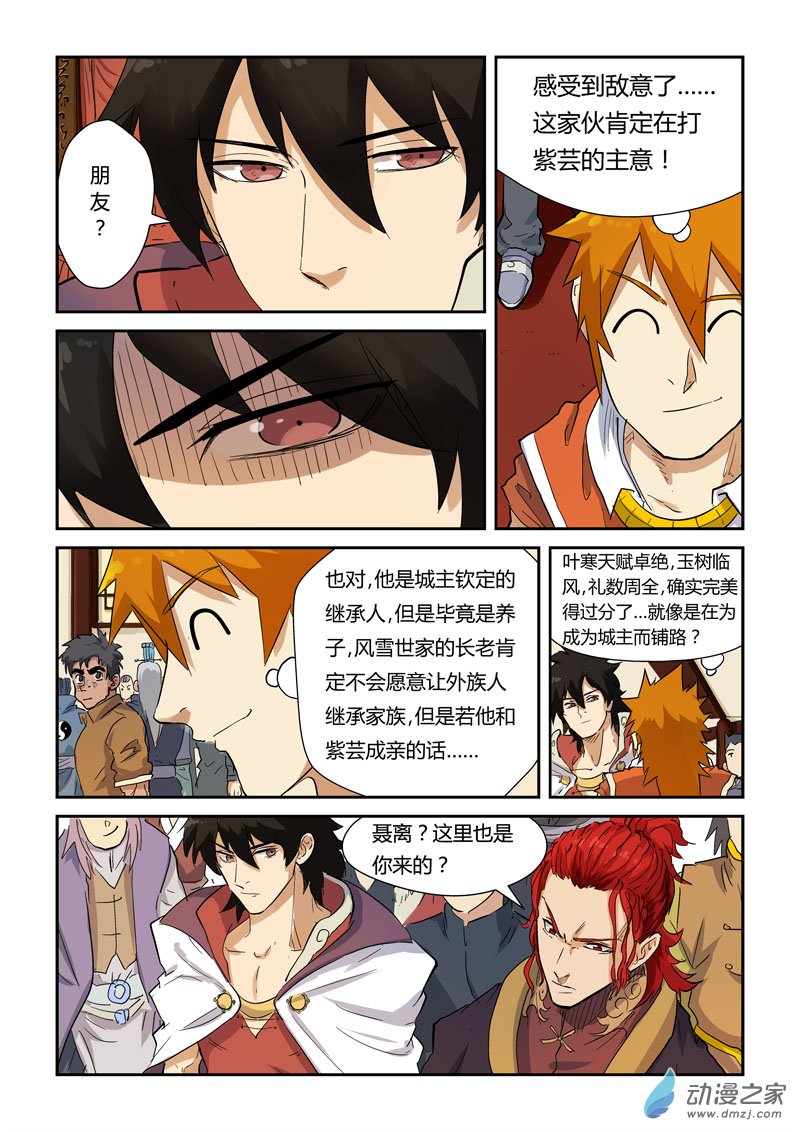 朋
友
？
感受到敌意了……
这家伙肯定在打
紫芸的主意！
也对，他是城主钦定的
继承人，但是毕竟是养
子，风雪世家的长老肯
定不会愿意让外族人
继承家族，但是若他和
紫芸成亲的话……
叶寒天赋卓绝，玉树临
风，礼数周全，确实完美
得过分了…就像是在为
成为城主而铺路？
聂离？这里也是
你来的？
动漫之家
www.dmzj.com